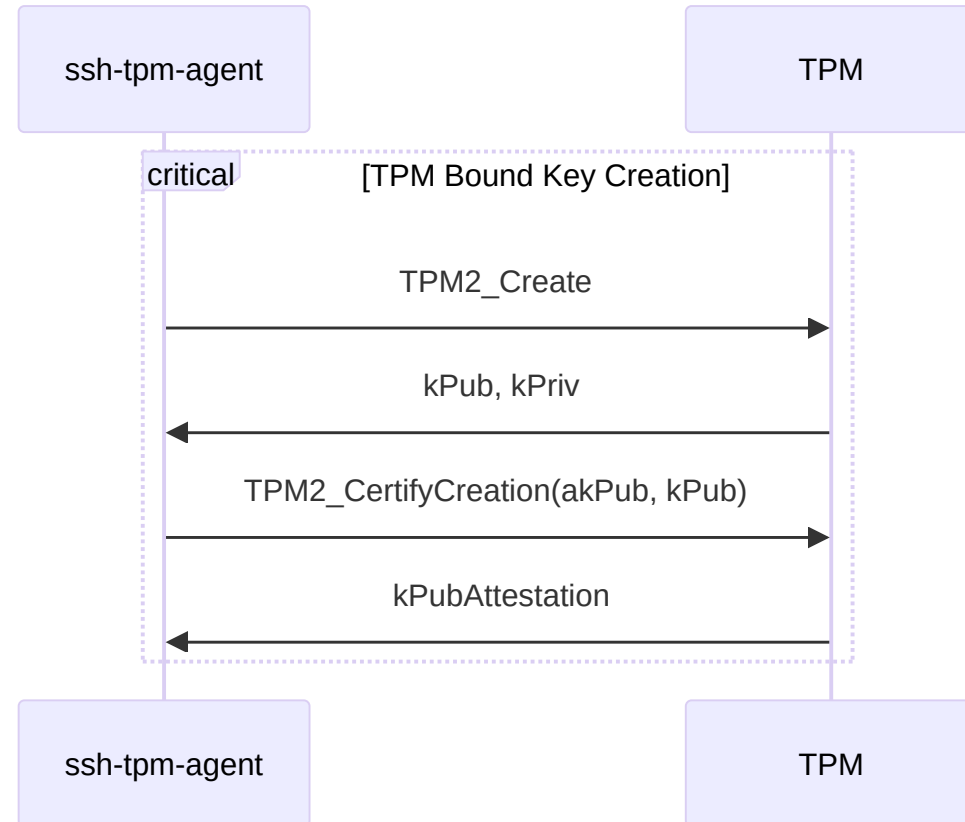 ssh-tpm-agent
TPM
critical
[TPM Bound Key Creation]
TPM2_Create
kPub, kPriv
TPM2_CertifyCreation(akPub, kPub)
kPubAttestation
ssh-tpm-agent
TPM